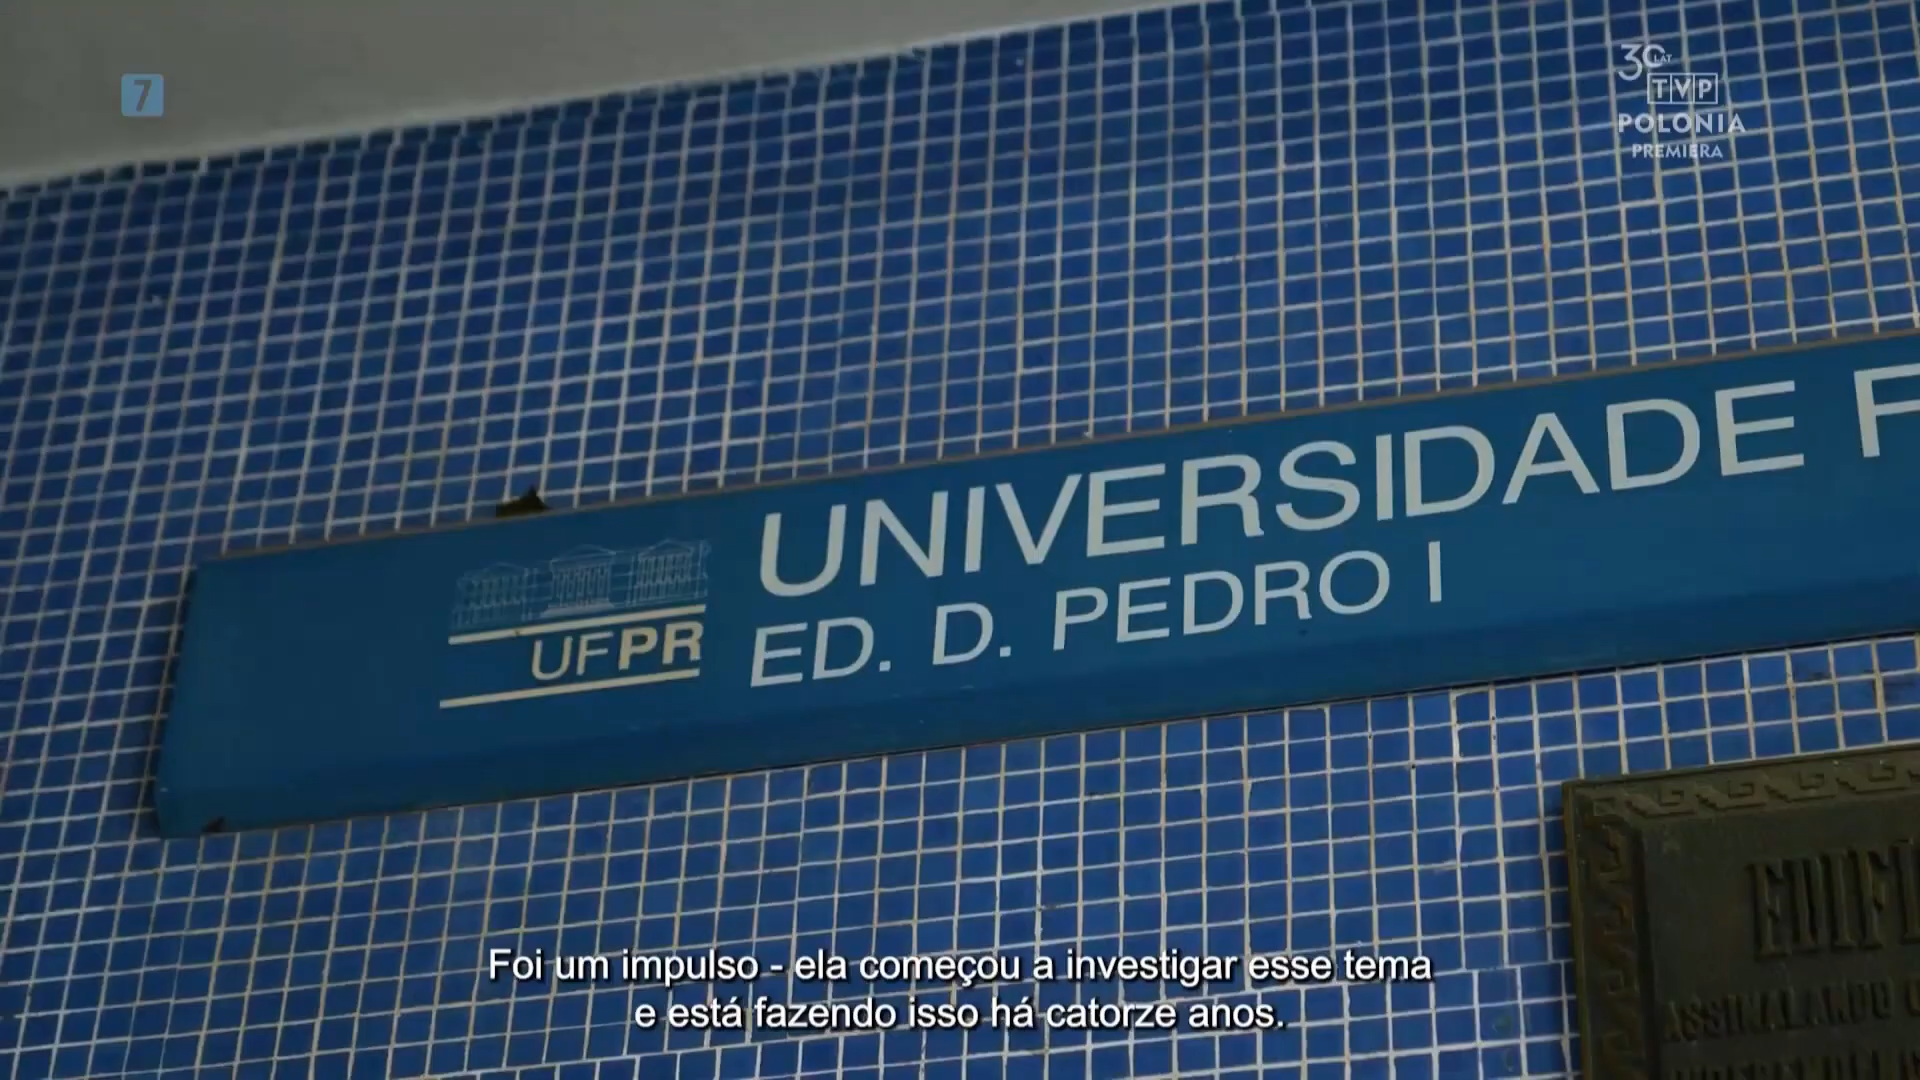 7
30 LAT
TVP
POLONIA
PREMIERA
UNIVERSIDADE F
UFPR
ED. D. PEDRO I
ASSINALANDO
Foi um impulso - ela começou a investigar esse tema
e está fazendo isso há catorze anos.